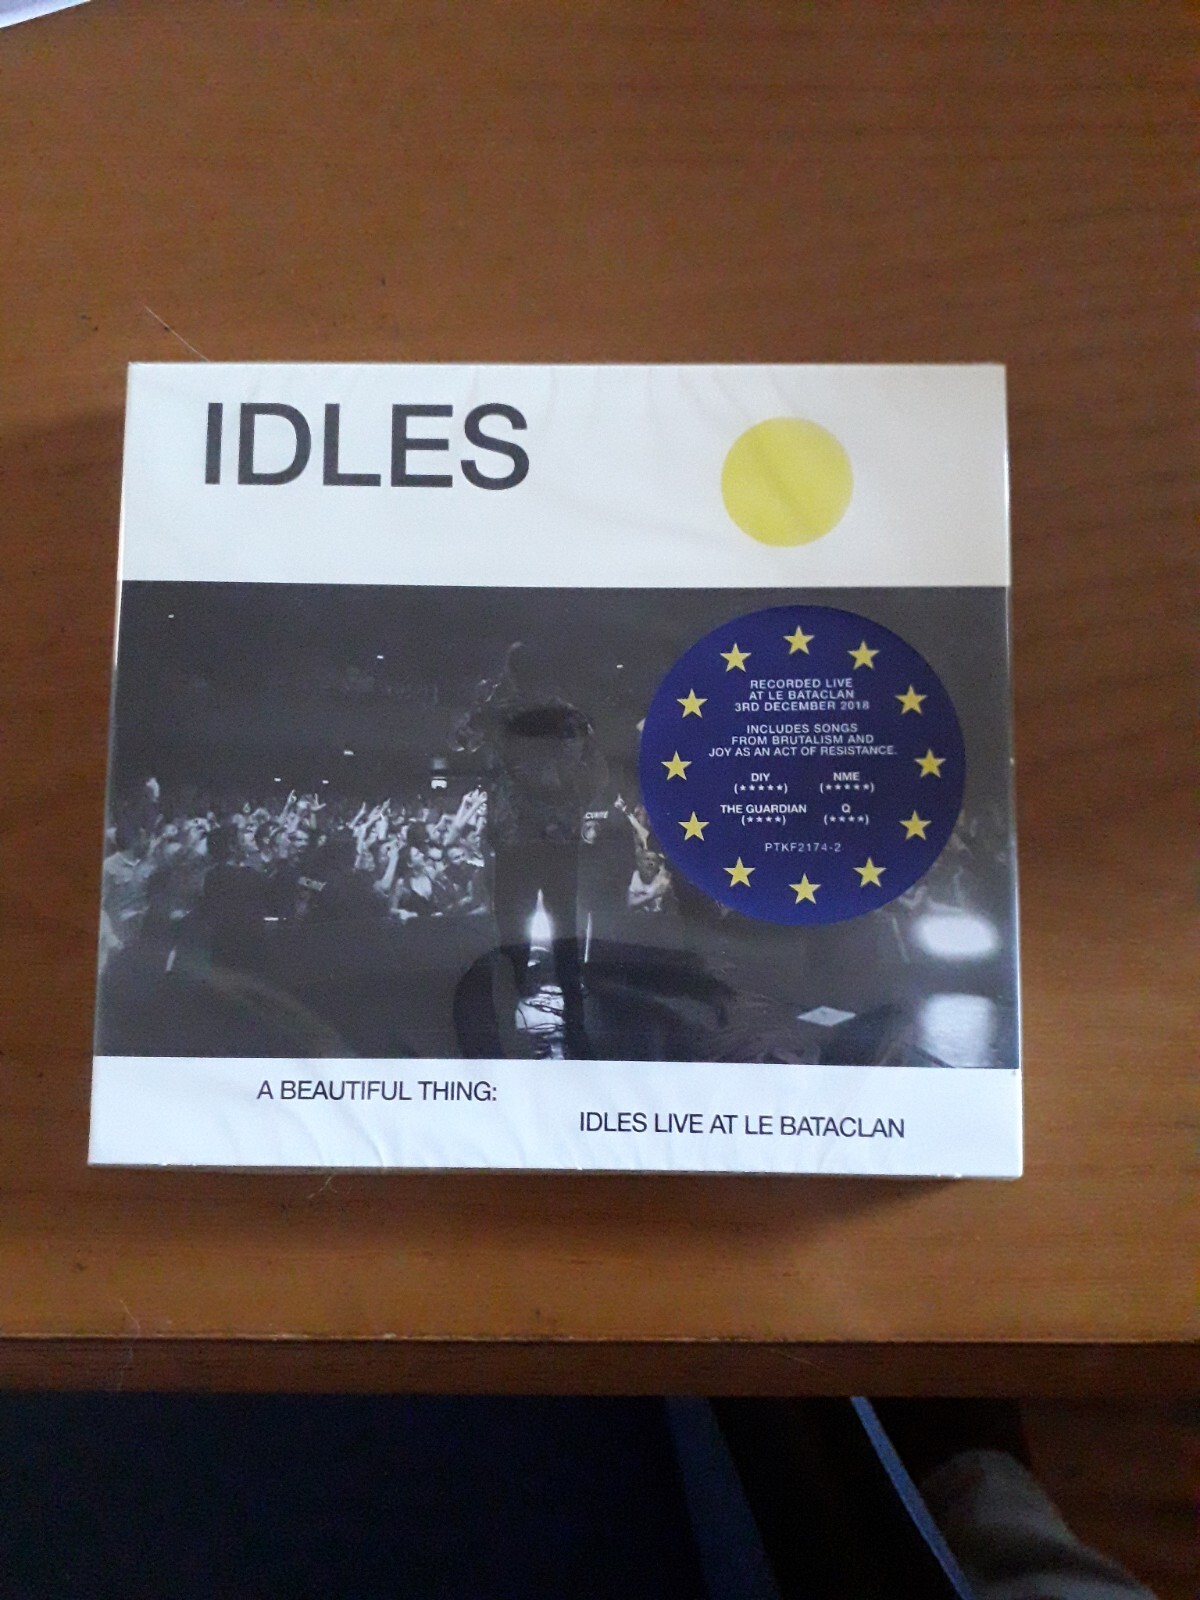 IDLES
RECORDED LIVE
AT LE BATACLAN
3RD DECEMBER 2018
INCLUDES SONGS
FROM BRUTALISM AND
JOY AS AN ACT OF RESISTANCE.
DIY NME
(*****) (*****)
THE GUARDIAN Q
(****) (****)
PTKF2174-2
A BEAUTIFUL THING:
IDLES LIVE AT LE BATACLAN